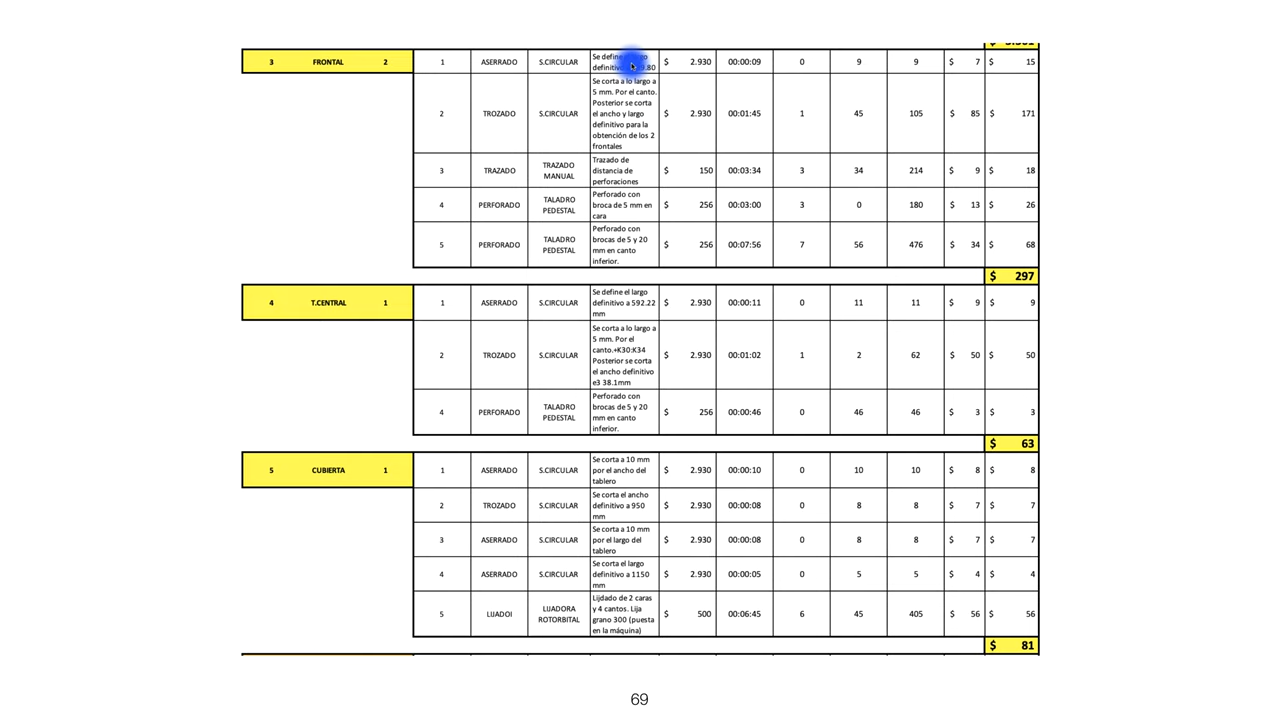 3 FRONTAL 2 1 ASERRADO S.CIRCULAR Se define $ 2.930 00:00:09 0 9 9 $ 7 $ 15
definitivo
2 TROZADO S.CIRCULAR Se corta a lo largo a $ 2.930 00:01:45 1 45 105 $ 85 $ 171
5 mm. Por el canto.
Posterior se corta
el ancho y largo
definitivo para la
obtención de los 2
frontales
3 TRAZADO TRAZADO MANUAL Trazado de $ 150 00:03:34 3 34 214 $ 9 $ 18
distancia de
perforaciones
4 PERFORADO TALADRO PEDESTAL Perforado con $ 256 00:03:00 3 0 180 $ 13 $ 26
broca de 5 mm en
cara
5 PERFORADO TALADRO PEDESTAL Perforado con $ 256 00:07:56 7 56 476 $ 34 $ 68
brocas de 5 y 20
mm en canto
inferior.
$ 297
4 T.CENTRAL 1 1 ASERRADO S.CIRCULAR Se define el largo $ 2.930 00:00:11 0 11 11 $ 9 $ 9
definitivo a 592.22
mm
2 TROZADO S.CIRCULAR Se corta a lo largo a $ 2.930 00:01:02 1 2 62 $ 50 $ 50
5 mm. Por el
canto.+K30:K34
Posterior se corta
el ancho definitivo
e3 38.1mm
4 PERFORADO TALADRO PEDESTAL Perforado con $ 256 00:00:46 0 46 46 $ 3 $ 3
brocas de 5 y 20
mm en canto
inferior.
$ 63
5 CUBIERTA 1 1 ASERRADO S.CIRCULAR Se corta a 10 mm $ 2.930 00:00:10 0 10 10 $ 8 $ 8
por el ancho del
tablero
2 TROZADO S.CIRCULAR Se corta el ancho $ 2.930 00:00:08 0 8 8 $ 7 $ 7
definitivo a 950
mm
3 ASERRADO S.CIRCULAR Se corta a 10 mm $ 2.930 00:00:08 0 8 8 $ 7 $ 7
por el largo del
tablero
4 ASERRADO S.CIRCULAR Se corta el largo $ 2.930 00:00:05 0 5 5 $ 4 $ 4
definitivo a 1150
mm
5 LIJADOI LIJADORA ROTORBITAL Lijdado de 2 caras $ 500 00:06:45 6 45 405 $ 56 $ 56
y 4 cantos. Lija
grano 300 (puesta
en la máquina)
$ 81
69